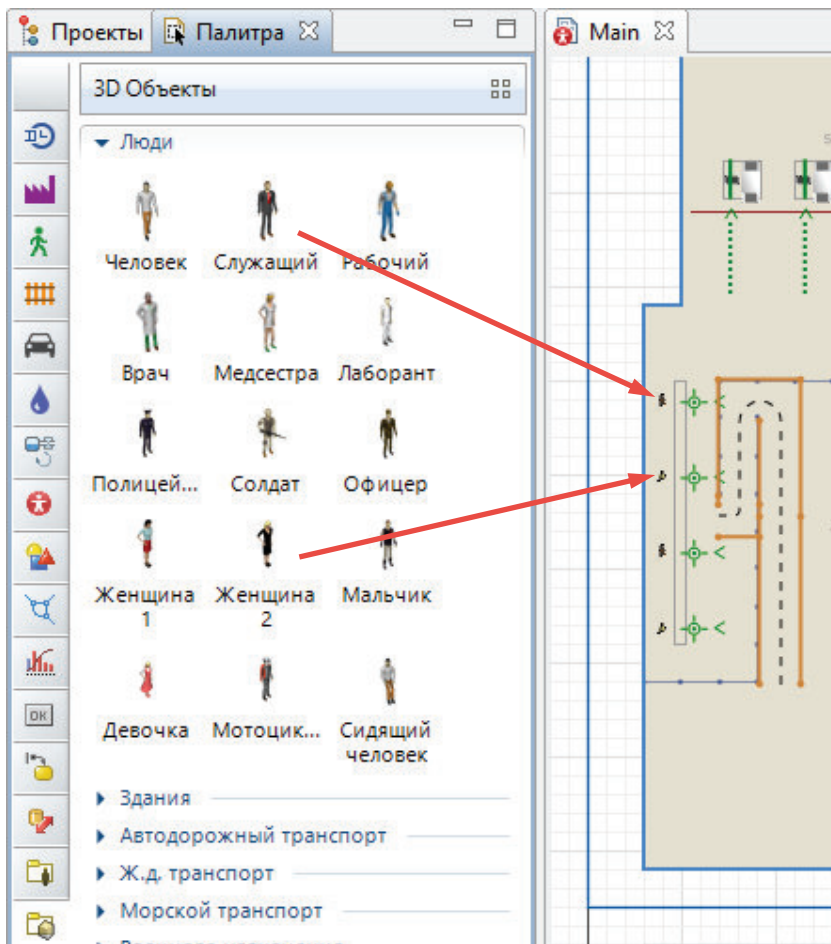 Проекты
Палитра
Main
3D Объекты
Люди
Человек
Служащий
Рабочий
Врач
Медсестра
Лаборант
Полицей...
Солдат
Офицер
Женщина
1
Женщина
2
Мальчик
Девочка
Мотоцик...
Сидящий
человек
OK
Здания
Автодорожный транспорт
Ж.д. транспорт
Морской транспорт